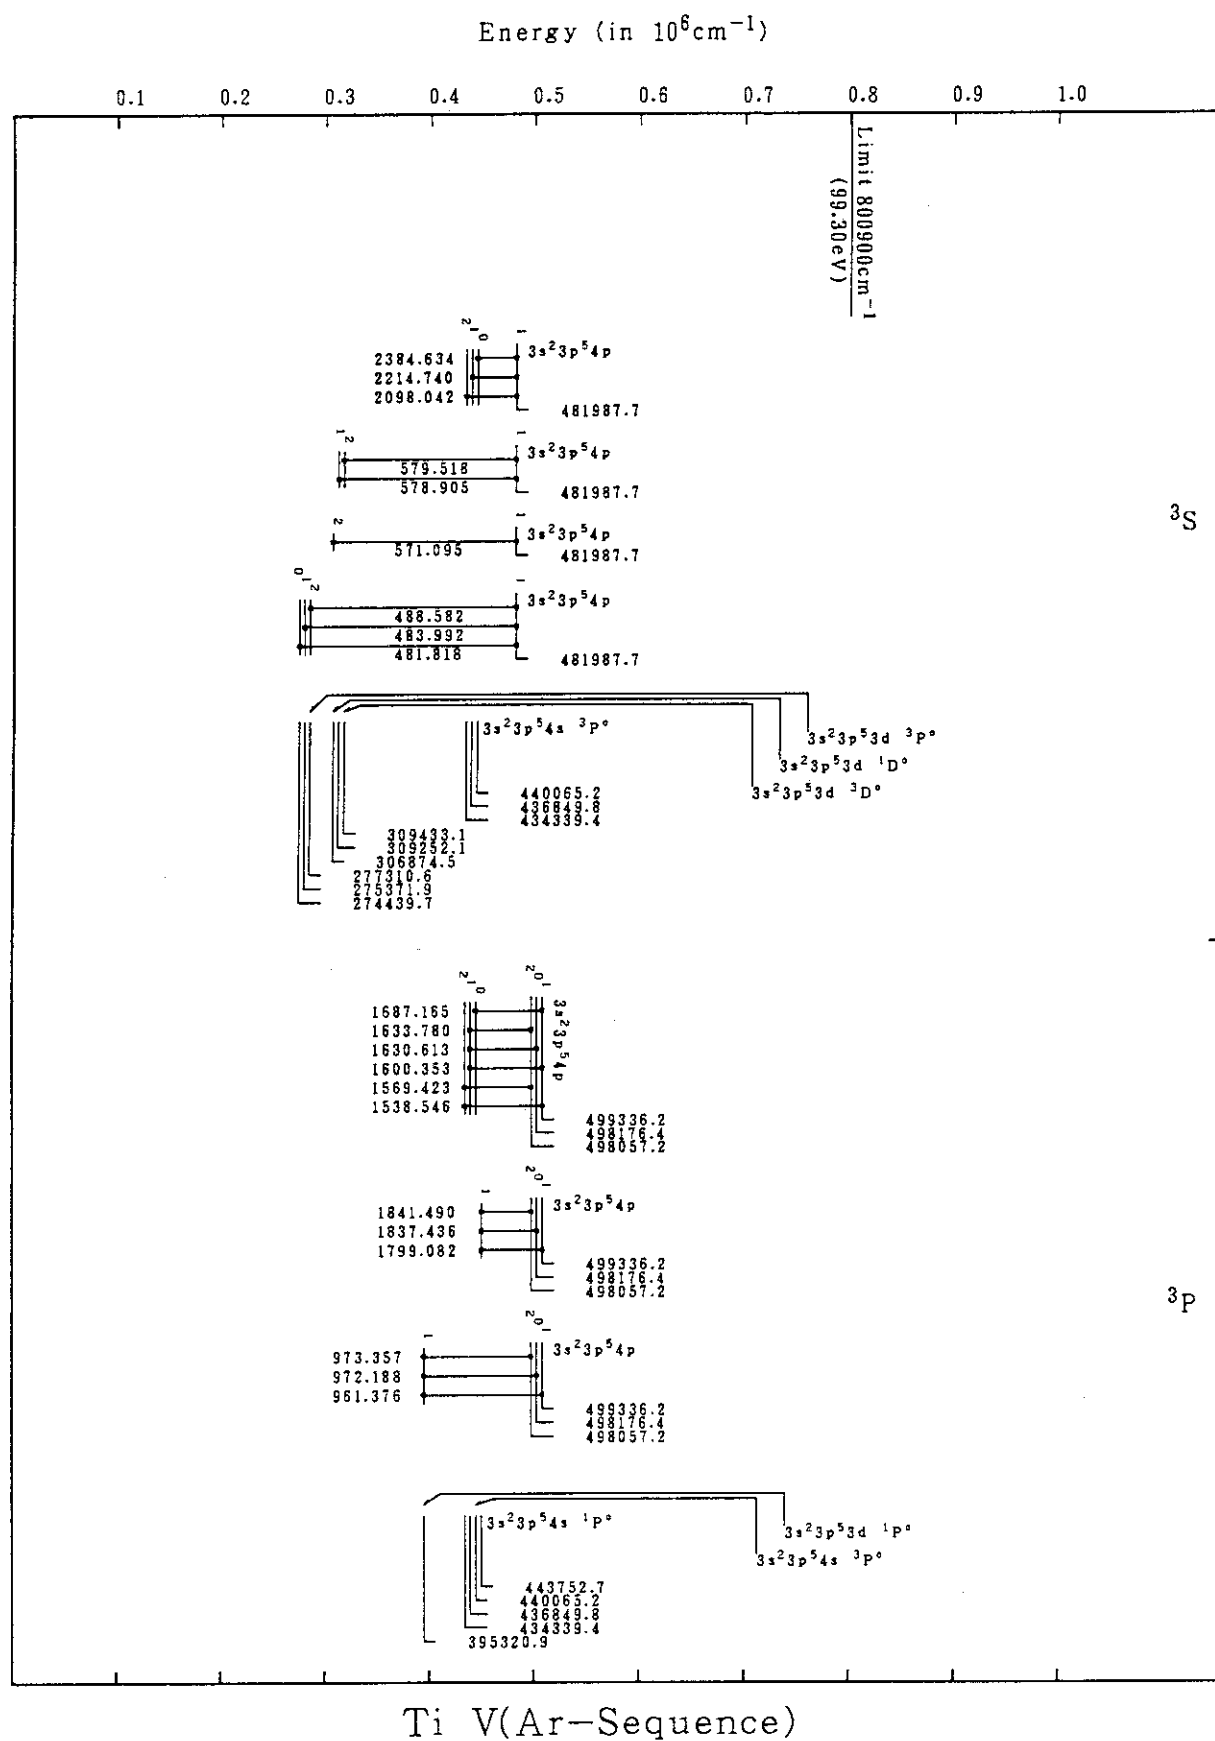 Energy (in 10⁶cm⁻¹)
0.1 0.2 0.3 0.4 0.5 0.6 0.7 0.8 0.9 1.0
Limit 800900cm⁻¹
(99.30eV)
2 1 0 1
2384.634 3s²3p⁵4p
2214.740
2098.042
481987.7
1 2 1
3s²3p⁵4p
579.518
578.905
481987.7
³S
2 1
3s²3p⁵4p
571.095
481987.7
0 1 2 1
3s²3p⁵4p
488.582
483.992
481.818
481987.7
3s²3p⁵4s ³P°
3s²3p⁵3d ³P°
3s²3p⁵3d ¹D°
3s²3p⁵3d ³D°
440065.2
436849.8
434339.4
309433.1
309252.1
306874.5
277310.6
275371.9
274439.7
2 1 0 2 0 1
3s²3p⁵4p
1687.165
1633.780
1630.613
1600.353
1569.423
1538.546
499336.2
498176.4
498057.2
2 0 1
1
3s²3p⁵4p
1841.490
1837.436
1799.082
499336.2
498176.4
498057.2
³P
2 0 1
1
3s²3p⁵4p
973.357
972.188
961.376
499336.2
498176.4
498057.2
3s²3p⁵4s ¹P°
3s²3p⁵3d ¹P°
3s²3p⁵4s ³P°
443752.7
440065.2
436849.8
434339.4
395320.9
Ti V(Ar-Sequence)